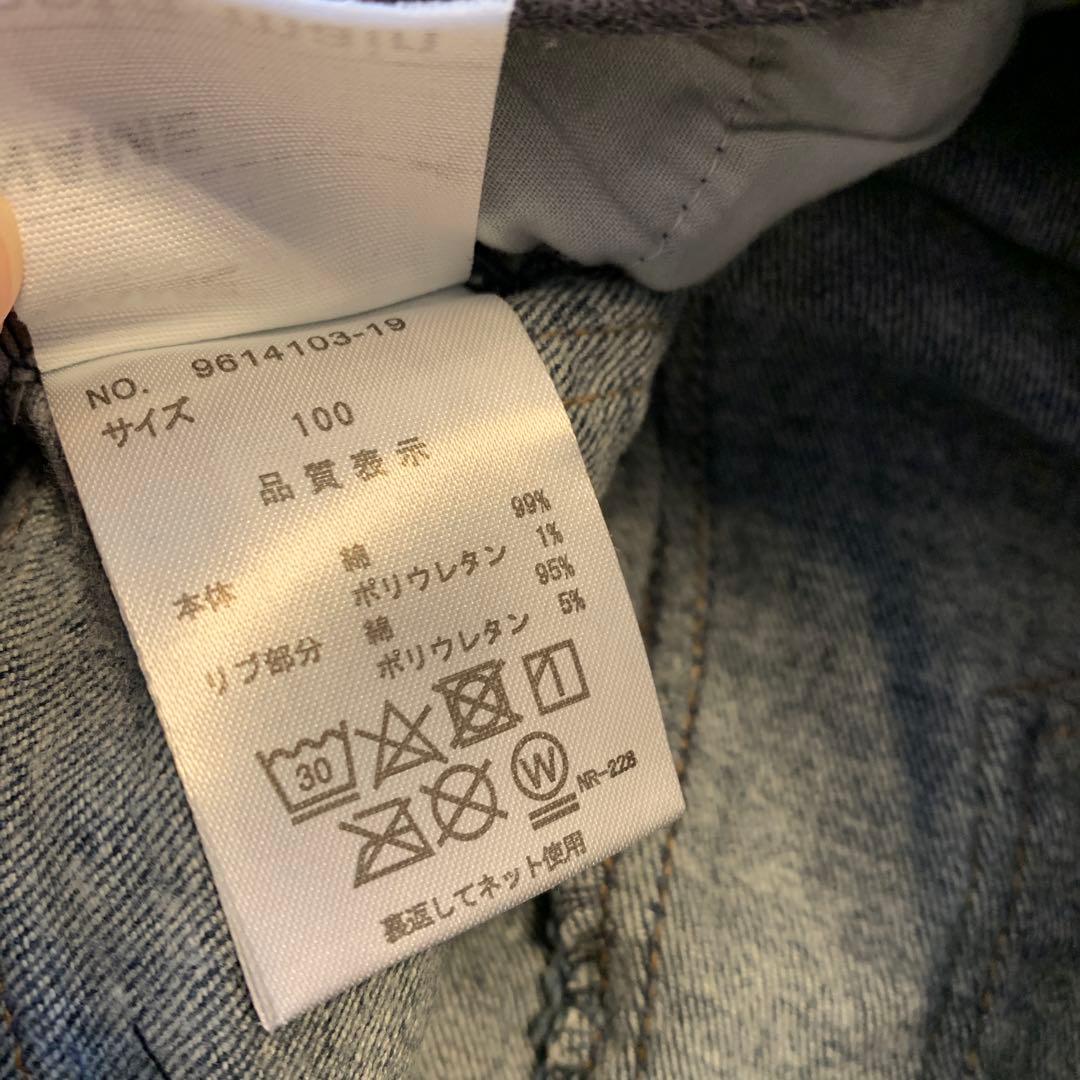 NO. 9614103-19
サイズ 100
品質表示
本体 綿 99%
ポリウレタン 1%
リブ部分 綿 95%
ポリウレタン 5%
30
W
NR-228
裏返してネット使用